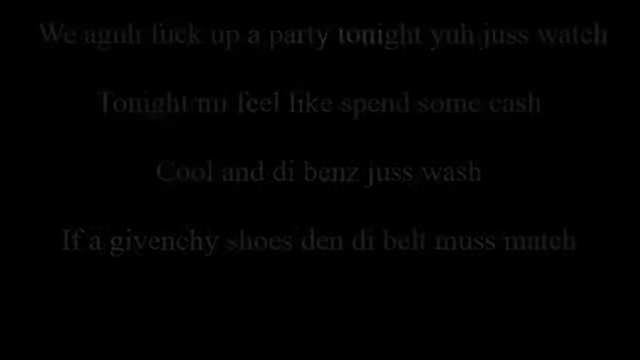 We aguh fuck up a party tonight yuh juss watch
Tonight mi feel like spend some cash
Cool and di benz juss wash
If a givenchy shoes den di belt muss match